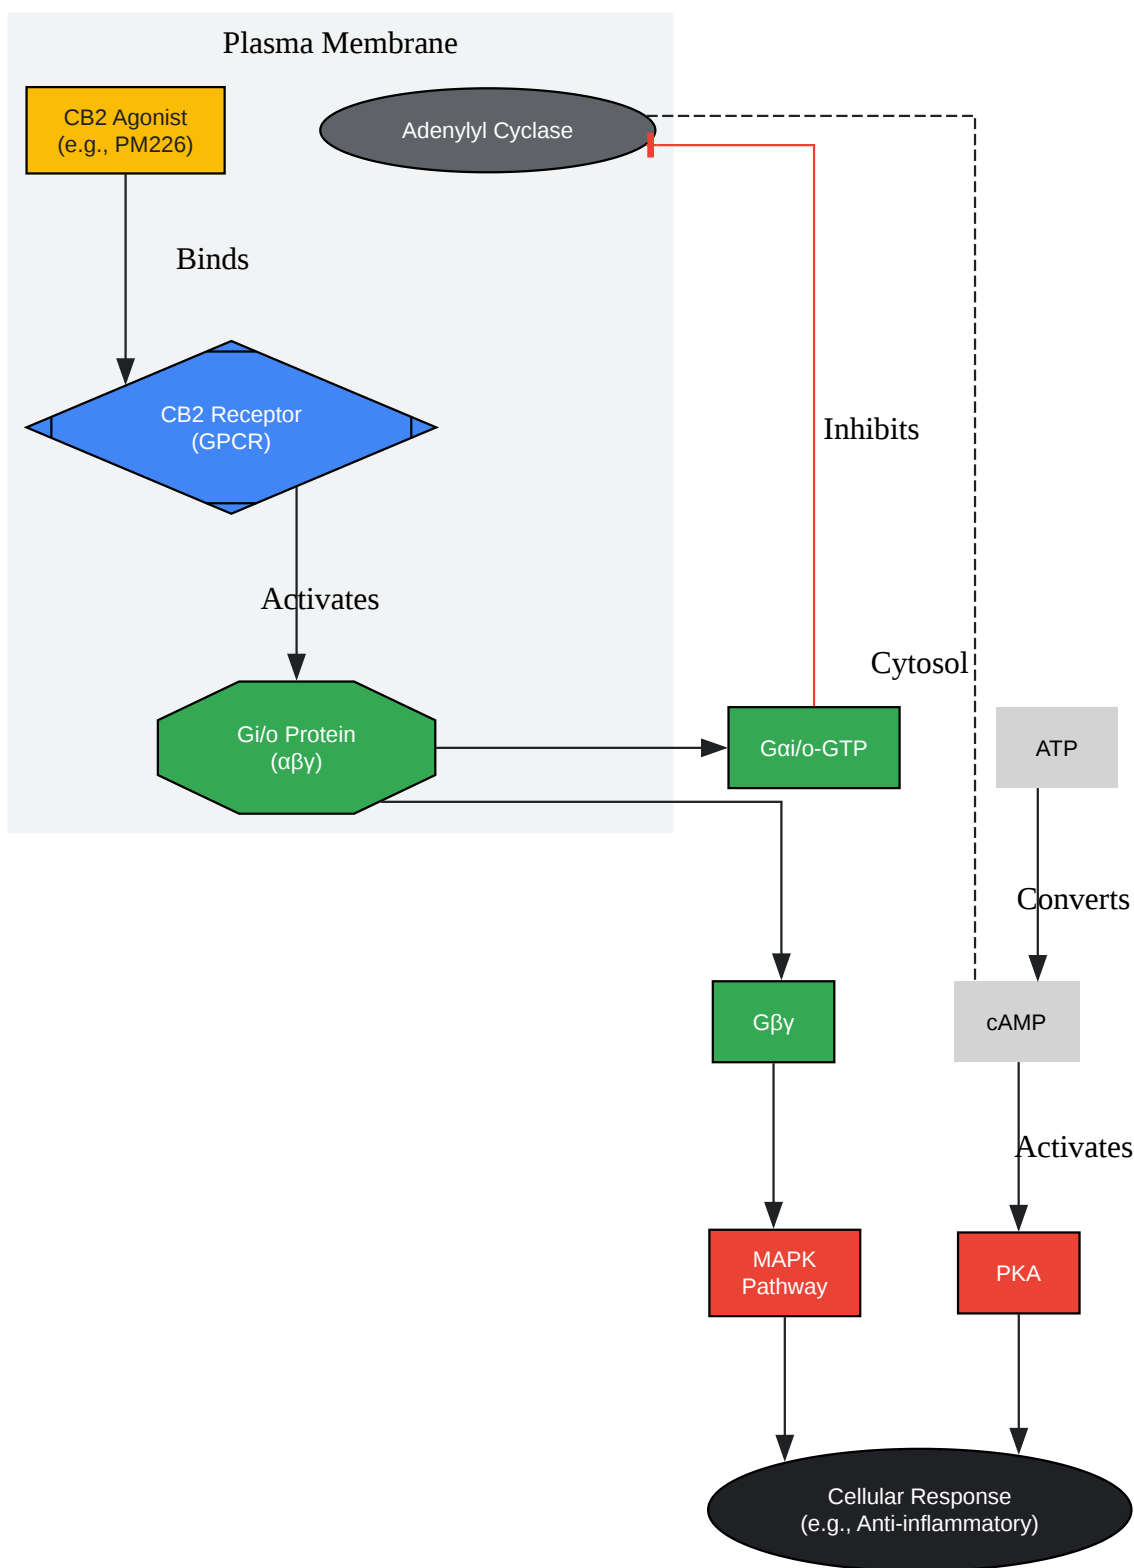 Plasma Membrane
CB2 Agonist
(e.g., PM226)
Adenylyl Cyclase
Binds
CB2 Receptor
(GPCR)
Inhibits
Activates
Cytosol
Gi/o Protein
(αβγ)
Gαi/o-GTP
ATP
Converts
Gβγ
cAMP
Activates
MAPK
Pathway
PKA
Cellular Response
(e.g., Anti-inflammatory)